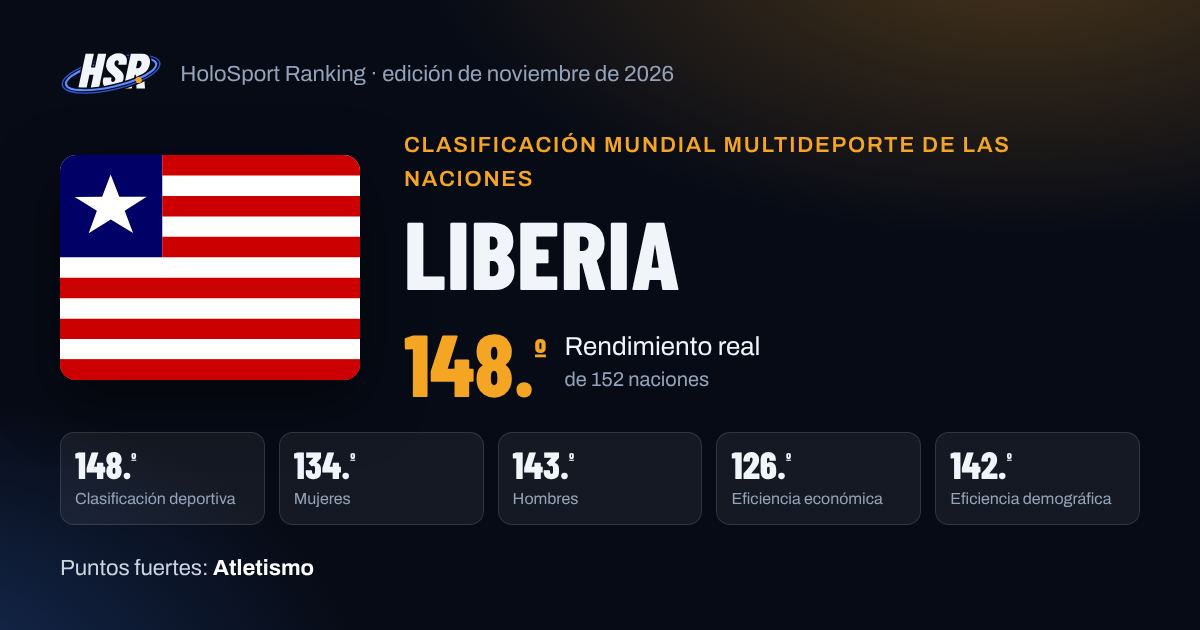 HSR
HoloSport Ranking · edición de noviembre de 2026
CLASIFICACIÓN MUNDIAL MULTIDEPORTE DE LAS
NACIONES
LIBERIA
148.º
Rendimiento real
de 152 naciones
148.º
Clasificación deportiva
134.º
Mujeres
143.º
Hombres
126.º
Eficiencia económica
142.º
Eficiencia demográfica
Puntos fuertes: Atletismo